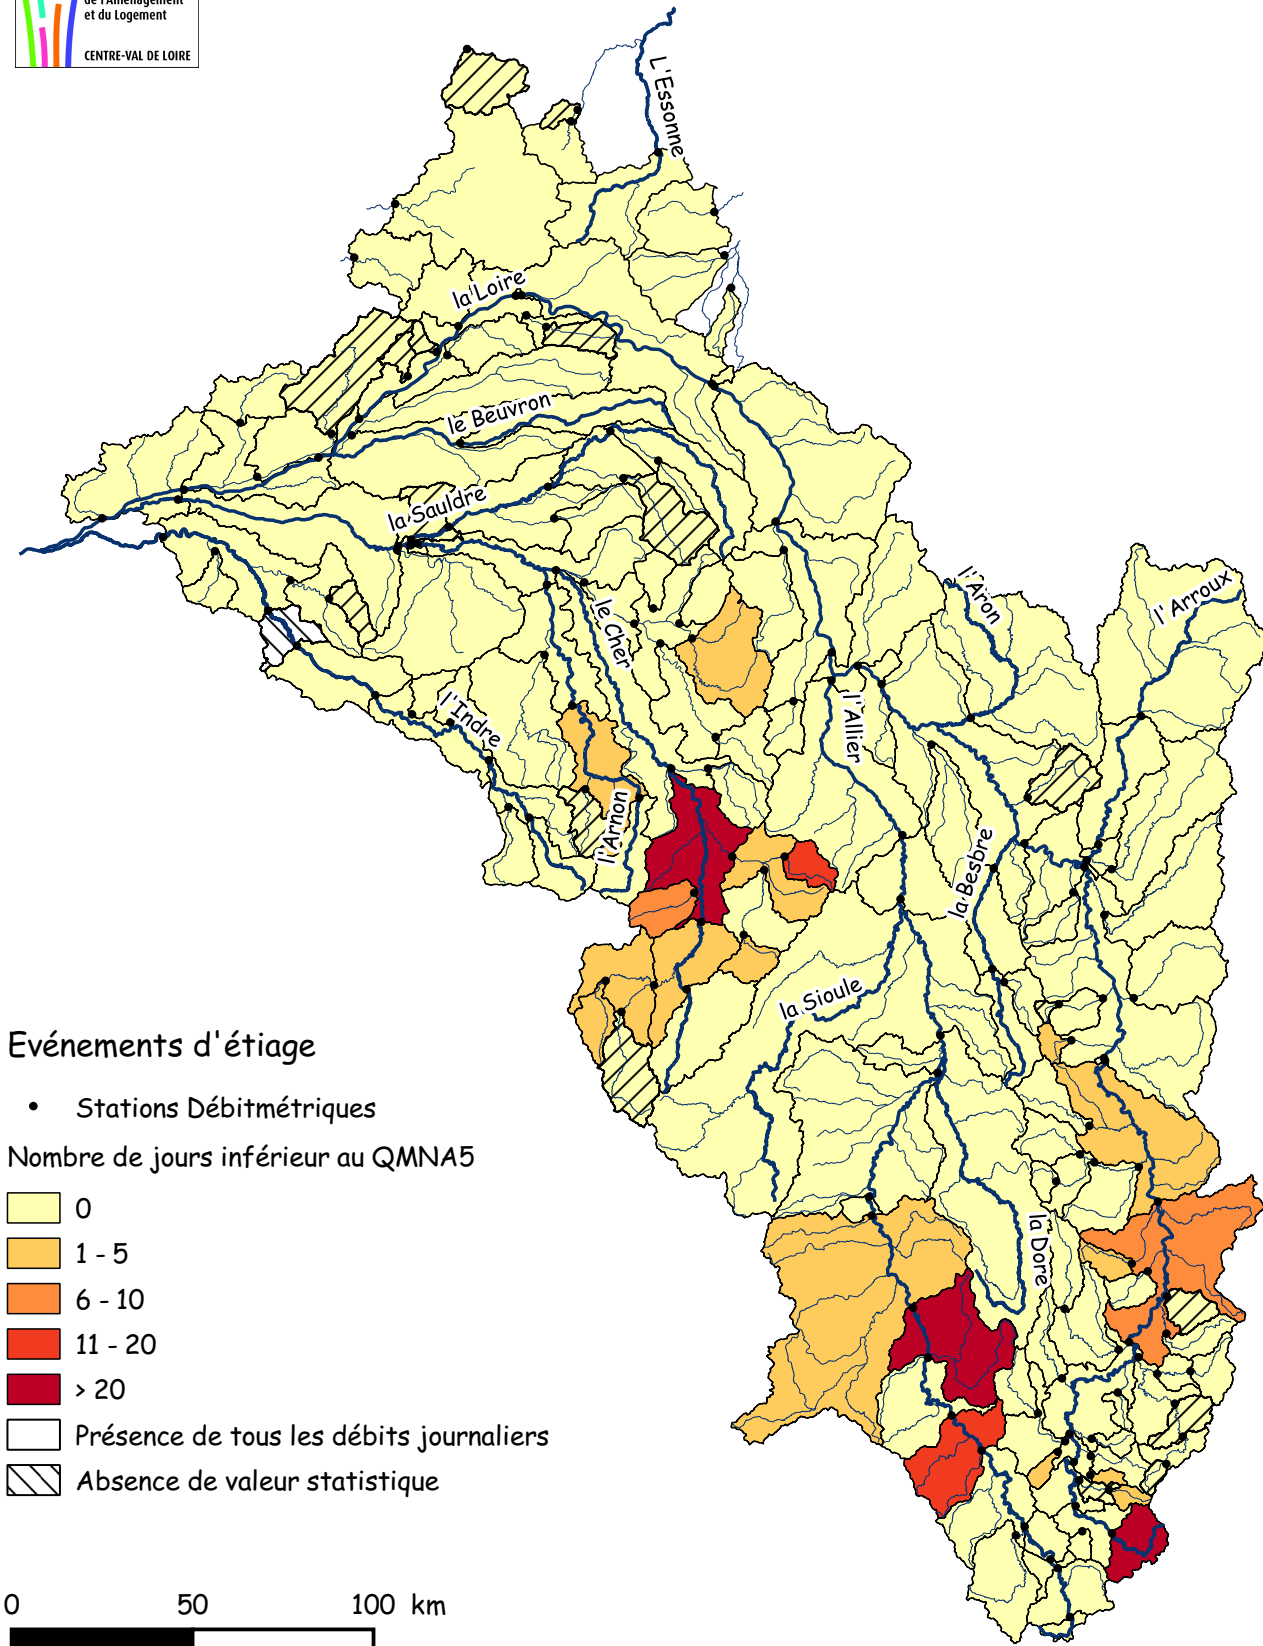 de l'Aménagement
et du Logement
CENTRE-VAL DE LOIRE
L'Essonne
la Loire
le Beuvron
la Sauldre
le Cher
l'Aron
l'Arroux
l'Indre
l'Allier
l'Arnon
la Besbre
la Sioule
la Dore
Evénements d'étiage
Stations Débitmétriques
Nombre de jours inférieur au QMNA5
0
1 - 5
6 - 10
11 - 20
> 20
Présence de tous les débits journaliers
Absence de valeur statistique
0 50 100 km